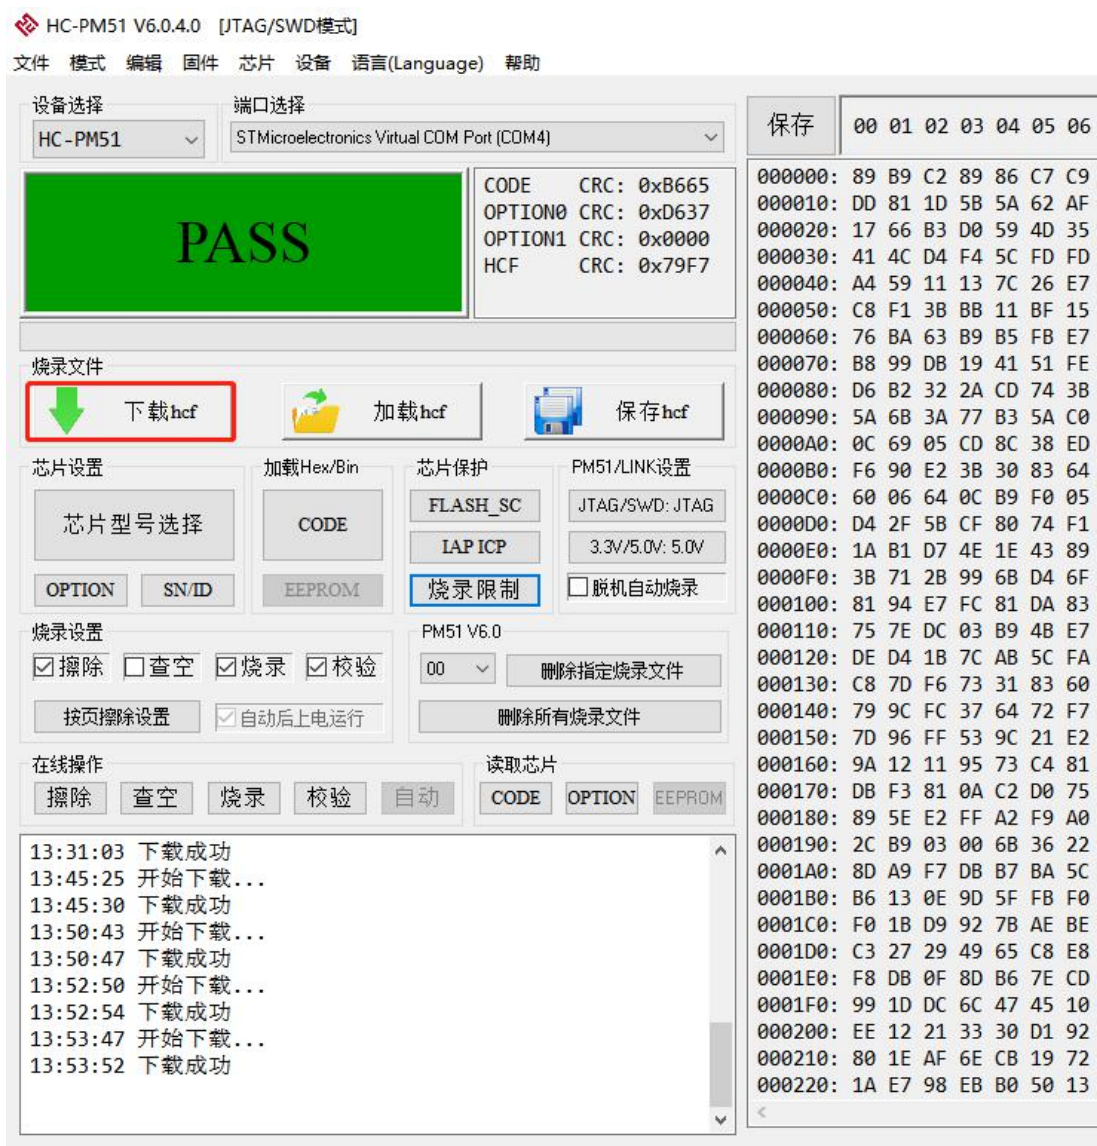 HC-PM51 V6.0.4.0 [JTAG/SWD模式]
文件 模式 编辑 固件 芯片 设备 语言(Language) 帮助
设备选择
HC-PM51
端口选择
STMicroelectronics Virtual COM Port (COM4)
PASS
CODE CRC: 0xB665
OPTION0 CRC: 0xD637
OPTION1 CRC: 0x0000
HCF CRC: 0x79F7
烧录文件
下载hcf 加载hcf 保存hcf
芯片设置
芯片型号选择
OPTION SN/ID
加载Hex/Bin
CODE
EEPROM
芯片保护
FLASH_SC
IAP ICP
烧录限制
PM51/LINK设置
JTAG/SWD: JTAG
3.3V/5.0V: 5.0V
脱机自动烧录
烧录设置
擦除 查空 烧录 校验
按页擦除设置 自动后上电运行
PM51 V6.0
00 删除指定烧录文件
删除所有烧录文件
在线操作
擦除 查空 烧录 校验 自动
读取芯片
CODE OPTION EEPROM
13:31:03 下载成功
13:45:25 开始下载...
13:45:30 下载成功
13:50:43 开始下载...
13:50:47 下载成功
13:52:50 开始下载...
13:52:54 下载成功
13:53:47 开始下载...
13:53:52 下载成功
保存 00 01 02 03 04 05 06
000000: 89 B9 C2 89 86 C7 C9
000010: DD 81 1D 5B 5A 62 AF
000020: 17 66 B3 D0 59 4D 35
000030: 41 4C D4 F4 5C FD FD
000040: A4 59 11 13 7C 26 E7
000050: C8 F1 3B BB 11 BF 15
000060: 76 BA 63 B9 B5 FB E7
000070: B8 99 DB 19 41 51 FE
000080: D6 B2 32 2A CD 74 3B
000090: 5A 6B 3A 77 B3 5A C0
0000A0: 0C 69 05 CD 8C 38 ED
0000B0: F6 90 E2 3B 30 83 64
0000C0: 60 06 64 0C B9 F0 05
0000D0: D4 2F 5B CF 80 74 F1
0000E0: 1A B1 D7 4E 1E 43 89
0000F0: 3B 71 2B 99 6B D4 6F
000100: 81 94 E7 FC 81 DA 83
000110: 75 7E DC 03 B9 4B E7
000120: DE D4 1B 7C AB 5C FA
000130: C8 7D F6 73 31 83 60
000140: 79 9C FC 37 64 72 F7
000150: 7D 96 FF 53 9C 21 E2
000160: 9A 12 11 95 73 C4 81
000170: DB F3 81 0A C2 D0 75
000180: 89 5E E2 FF A2 F9 A0
000190: 2C B9 03 00 6B 36 22
0001A0: 8D A9 F7 DB B7 BA 5C
0001B0: B6 13 0E 9D 5F FB F0
0001C0: F0 1B D9 92 7B AE BE
0001D0: C3 27 29 49 65 C8 E8
0001E0: F8 DB 0F 8D B6 7E CD
0001F0: 99 1D DC 6C 47 45 10
000200: EE 12 21 33 30 D1 92
000210: 80 1E AF 6E CB 19 72
000220: 1A E7 98 EB B0 50 13